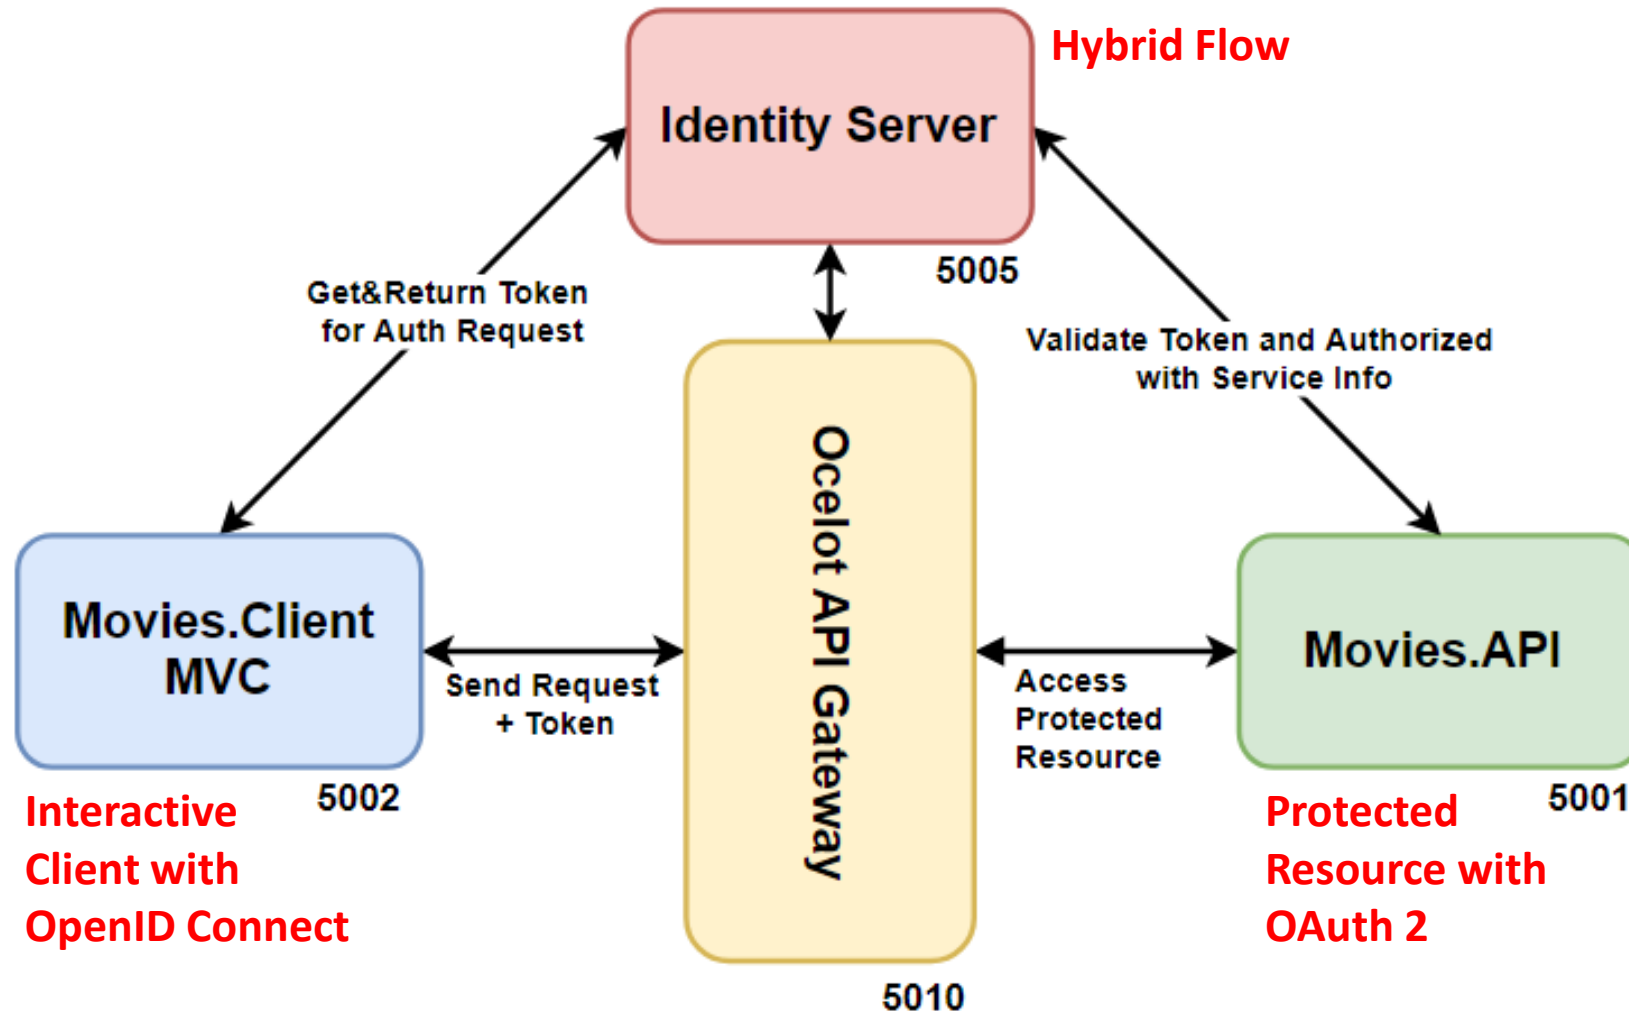 Hybrid Flow
Identity Server
5005
Get&Return Token
for Auth Request
Validate Token and Authorized
with Service Info
Ocelot API Gateway
Movies.Client
MVC
Send Request
+ Token
Access
Protected
Resource
Movies.API
5002
5001
Interactive
Client with
OpenID Connect
Protected
Resource with
OAuth 2
5010